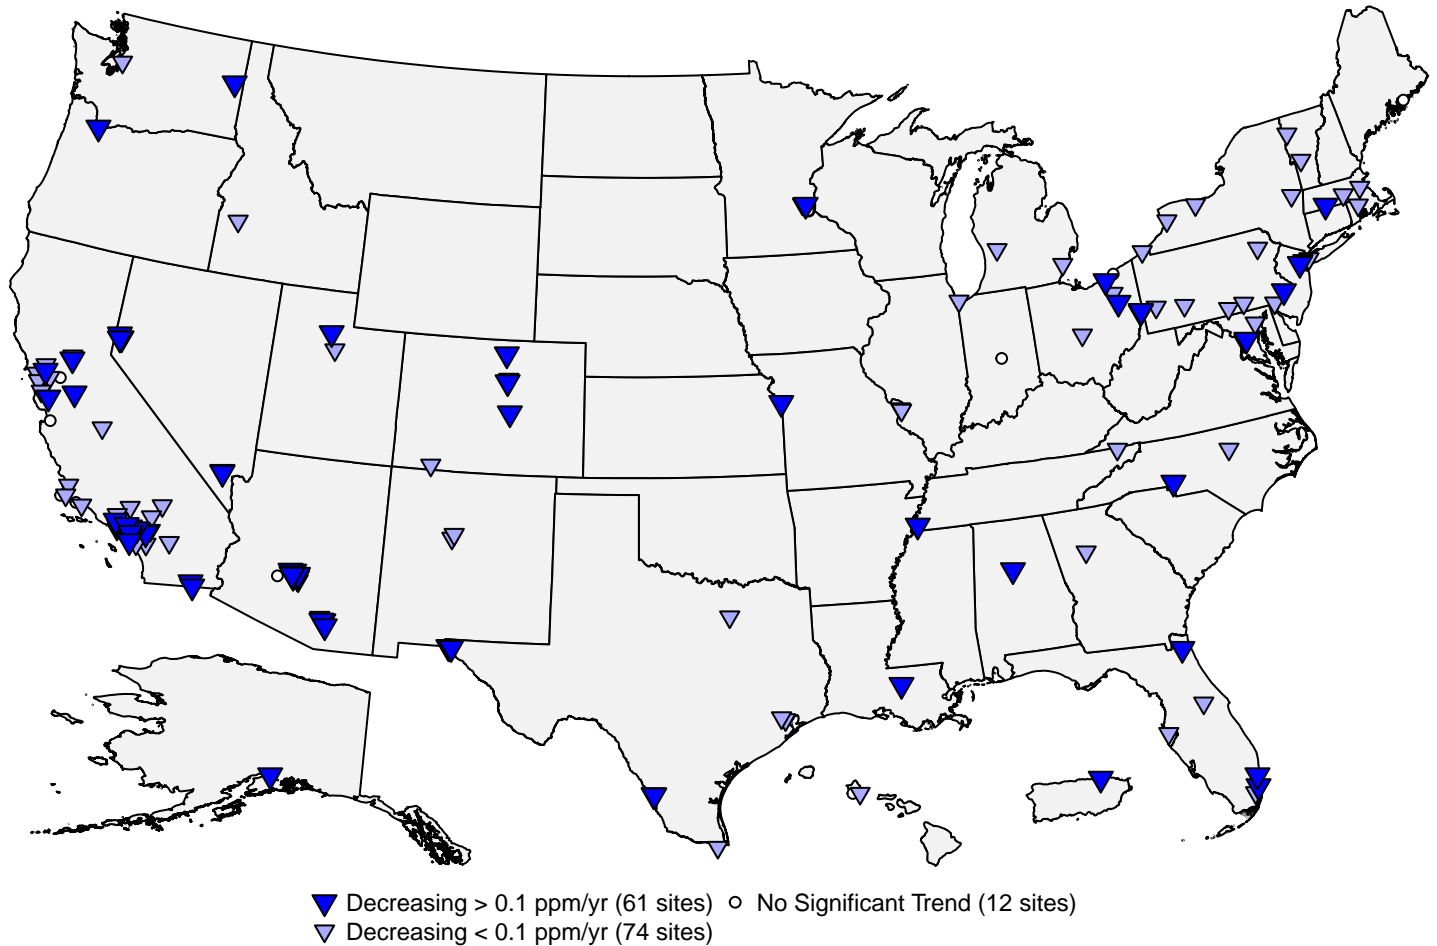 Decreasing > 0.1 ppm/yr (61 sites)
No Significant Trend (12 sites)
Decreasing < 0.1 ppm/yr (74 sites)